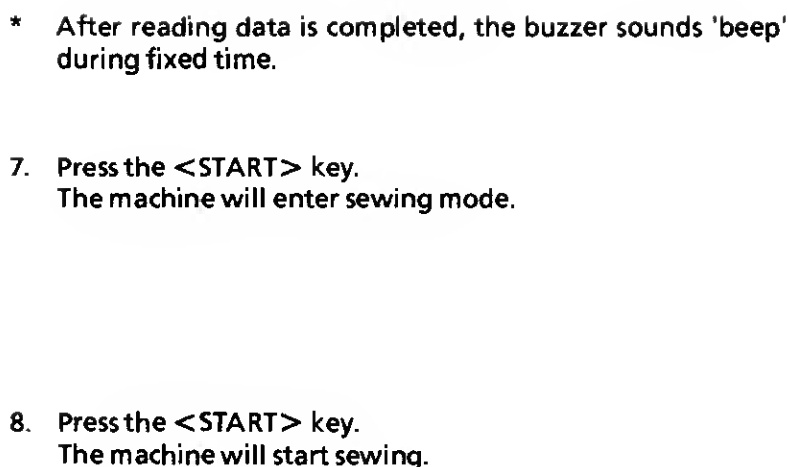 * After reading data is completed, the buzzer sounds 'beep'
during fixed time.
7. Press the <START> key.
The machine will enter sewing mode.
8. Press the <START> key.
The machine will start sewing.